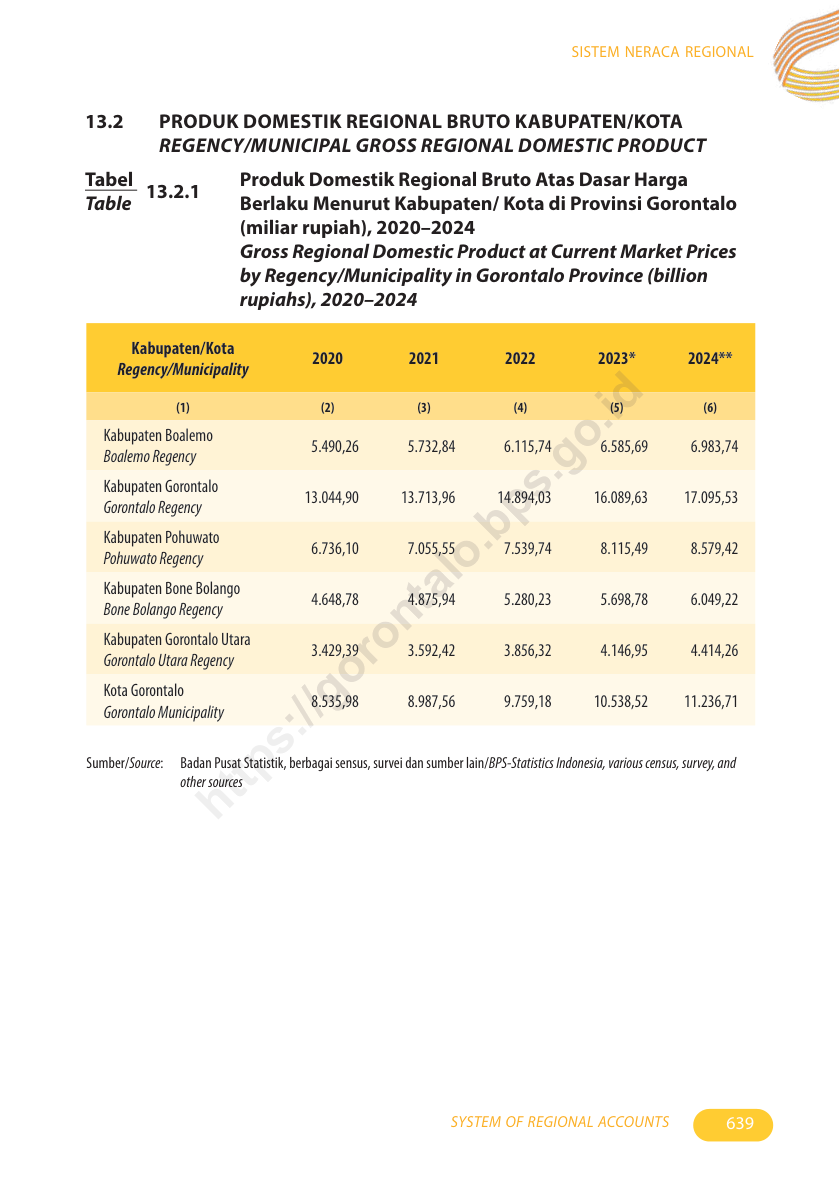 SISTEM NERACA REGIONAL
13.2 PRODUK DOMESTIK REGIONAL BRUTO KABUPATEN/KOTA
REGENCY/MUNICIPAL GROSS REGIONAL DOMESTIC PRODUCT
Tabel
Table
13.2.1
Produk Domestik Regional Bruto Atas Dasar Harga
Berlaku Menurut Kabupaten/ Kota di Provinsi Gorontalo
(miliar rupiah), 2020–2024
Gross Regional Domestic Product at Current Market Prices
by Regency/Municipality in Gorontalo Province (billion
rupiahs), 2020–2024
Kabupaten/Kota
Regency/Municipality
2020 2021 2022 2023* 2024**
(1) (2) (3) (4) (5) (6)
Kabupaten Boalemo
Boalemo Regency
5.490,26 5.732,84 6.115,74 6.585,69 6.983,74
Kabupaten Gorontalo
Gorontalo Regency
13.044,90 13.713,96 14.894,03 16.089,63 17.095,53
Kabupaten Pohuwato
Pohuwato Regency
6.736,10 7.055,55 7.539,74 8.115,49 8.579,42
Kabupaten Bone Bolango
Bone Bolango Regency
4.648,78 4.875,94 5.280,23 5.698,78 6.049,22
Kabupaten Gorontalo Utara
Gorontalo Utara Regency
3.429,39 3.592,42 3.856,32 4.146,95 4.414,26
Kota Gorontalo
Gorontalo Municipality
8.535,98 8.987,56 9.759,18 10.538,52 11.236,71
Sumber/Source: Badan Pusat Statistik, berbagai sensus, survei dan sumber lain/BPS-Statistics Indonesia, various census, survey, and
other sources
https://gorontalo.bps.go.id
SYSTEM OF REGIONAL ACCOUNTS 639